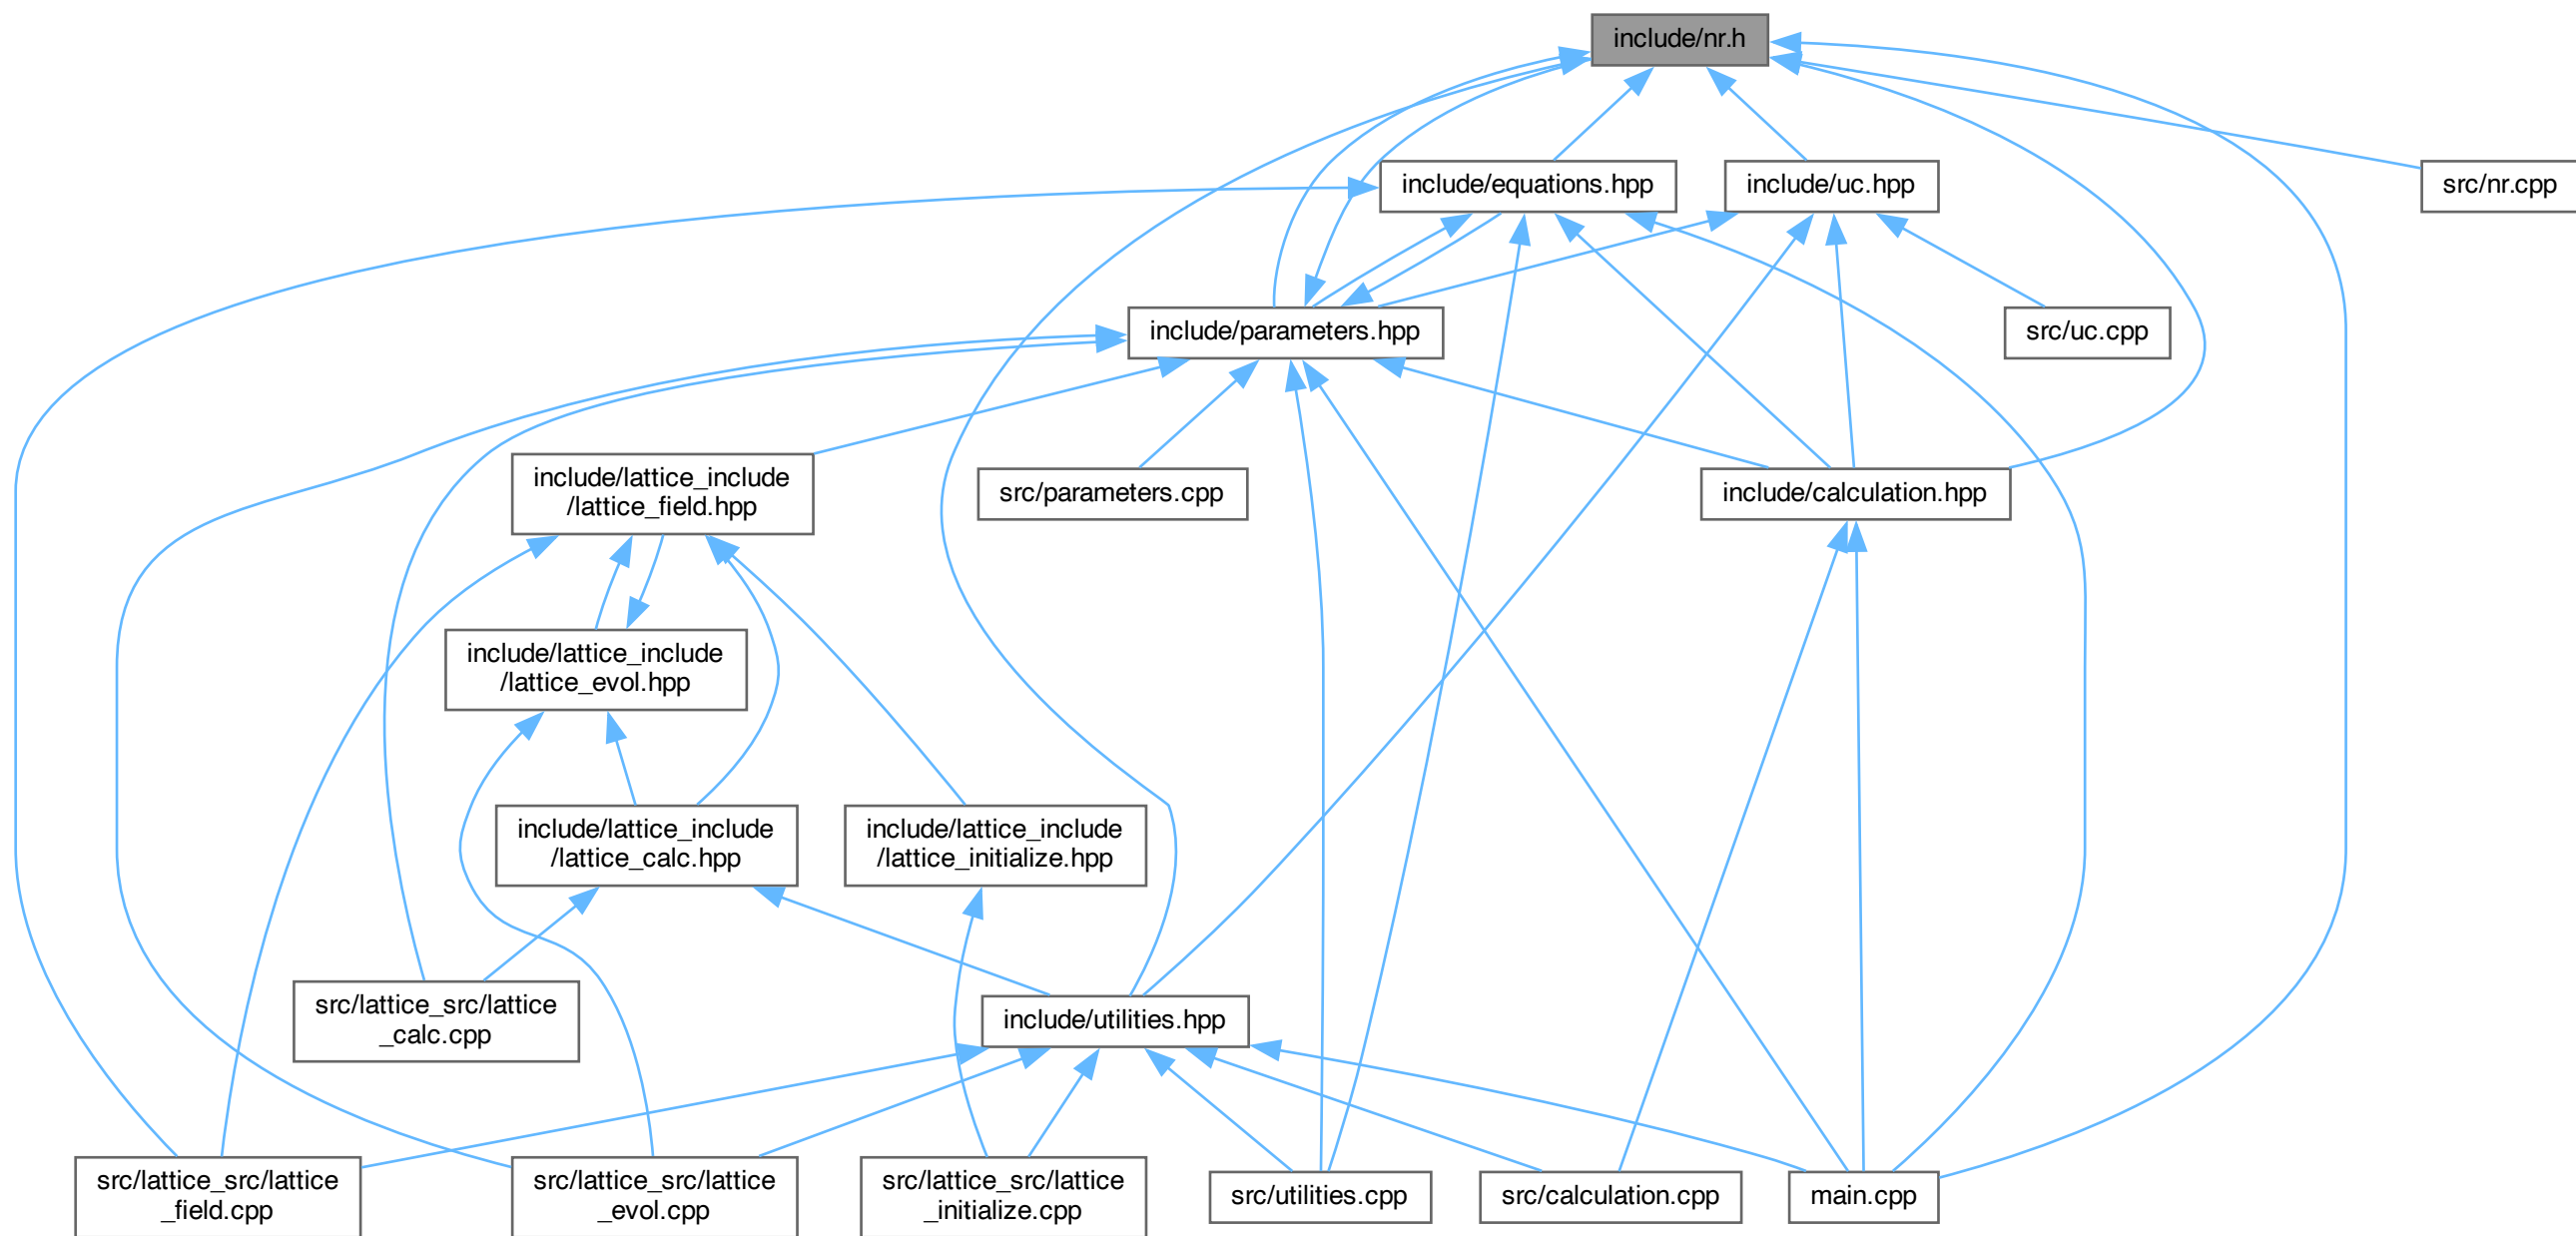 include/nr.h
include/equations.hpp
include/uc.hpp
src/nr.cpp
include/parameters.hpp
src/uc.cpp
include/lattice_include
/lattice_field.hpp
src/parameters.cpp
include/calculation.hpp
include/lattice_include
/lattice_evol.hpp
include/lattice_include
/lattice_calc.hpp
include/lattice_include
/lattice_initialize.hpp
src/lattice_src/lattice
_calc.cpp
include/utilities.hpp
src/lattice_src/lattice
_field.cpp
src/lattice_src/lattice
_evol.cpp
src/lattice_src/lattice
_initialize.cpp
src/utilities.cpp
src/calculation.cpp
main.cpp